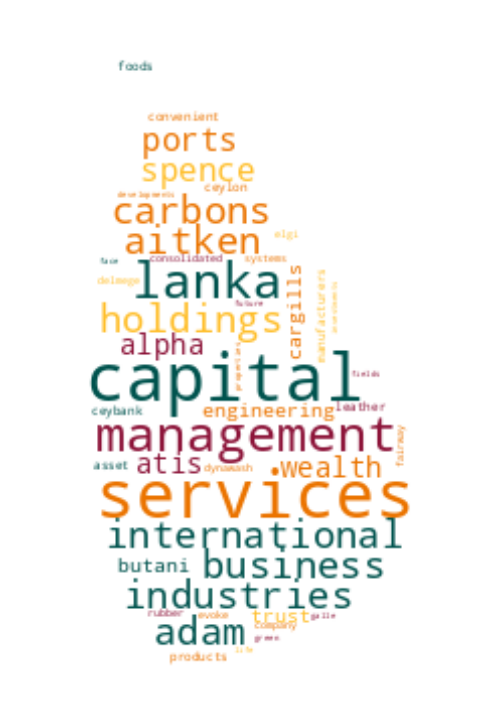 foods
convenient
ports
spence
ceylon
developments
carbons
aitken
elgi
face
consolidated
systems
lanka
delmege
cargills
manufacturers
investments
future
holdings
alpha
properties
capital
fields
ceybank
engineering
leather
management
fairway
asset
atis
dynawash
wealth
services
international
butani
business
industries
rubber
evoke
trust
galle
adam
company
green
life
products